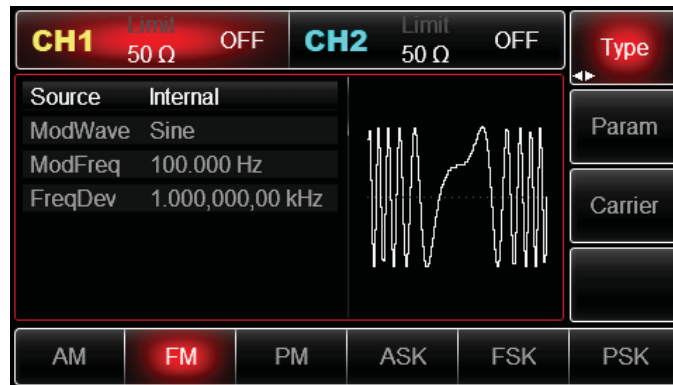 CH1 Limit 50 Ω OFF CH2 Limit 50 Ω OFF
Type
Source Internal
ModWave Sine
ModFreq 100.000 Hz
FreqDev 1.000,000,00 kHz
Param
Carrier
AM FM PM ASK FSK PSK